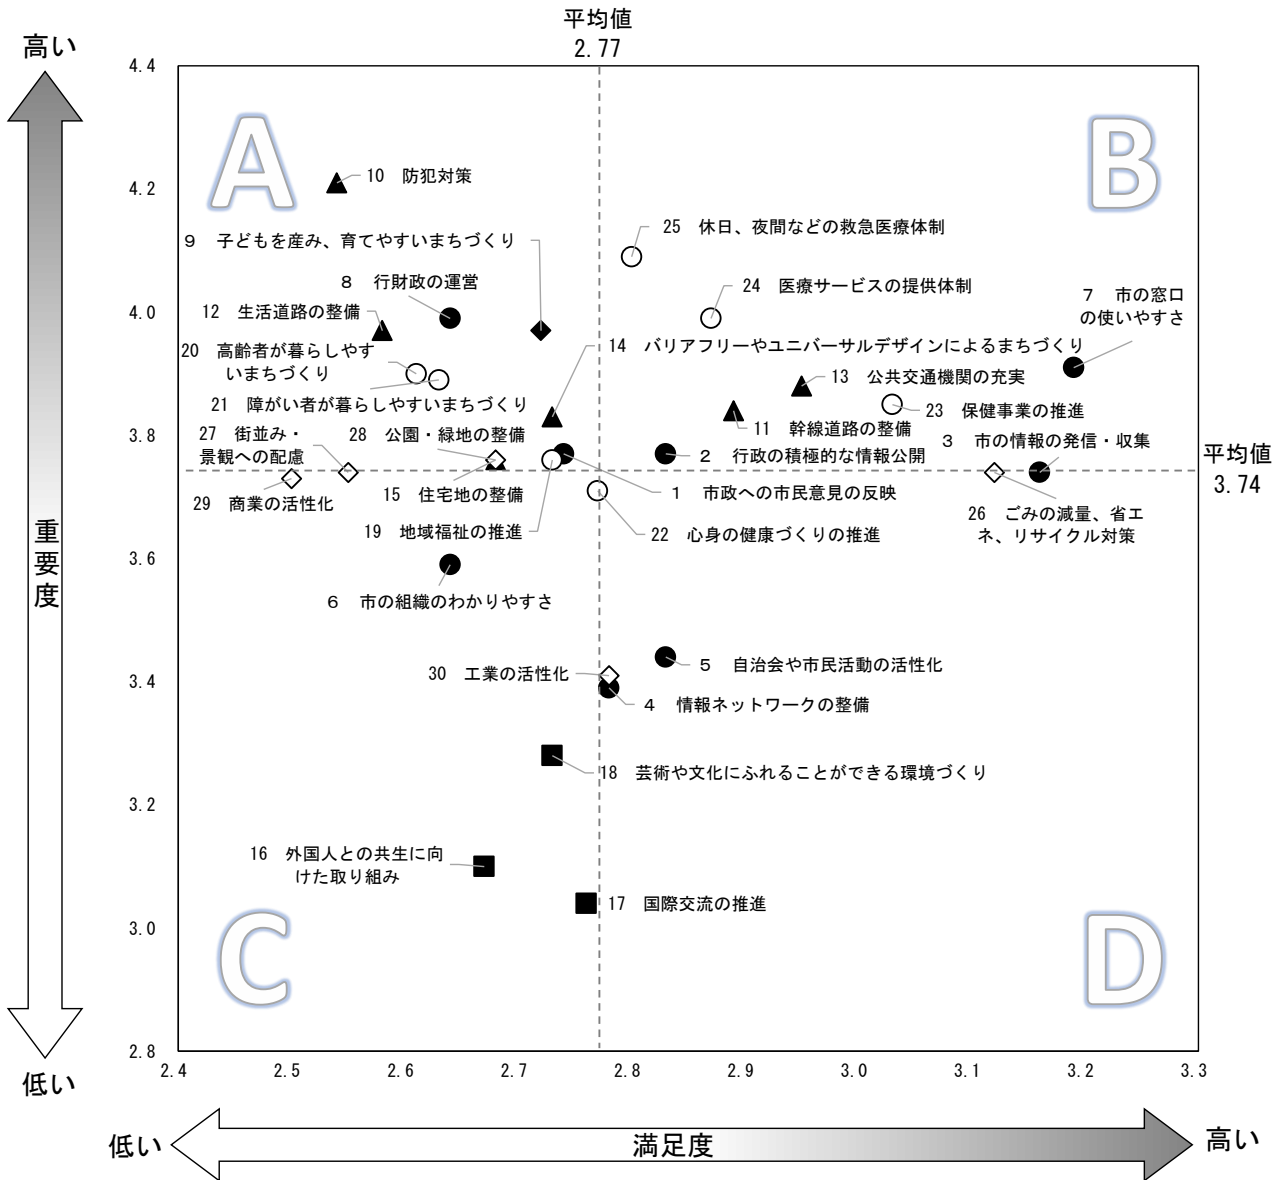 平均値
2.77
高い
4.4
A
B
10 防犯対策
4.2
25 休日、夜間などの救急医療体制
9 子どもを産み、育てやすいまちづくり
8 行財政の運営
24 医療サービスの提供体制
7 市の窓口
の使いやすさ
4.0
12 生活道路の整備
20 高齢者が暮らしやす
いまちづくり
14 バリアフリーやユニバーサルデザインによるまちづくり
13 公共交通機関の充実
21 障がい者が暮らしやすいまちづくり
23 保健事業の推進
27 街並み・
景観への配慮
28 公園・緑地の整備
11 幹線道路の整備
3 市の情報の発信・収集
3.8
2 行政の積極的な情報公開
平均値
3.74
15 住宅地の整備
1 市政への市民意見の反映
29 商業の活性化
26 ごみの減量、省エ
ネ、リサイクル対策
19 地域福祉の推進
22 心身の健康づくりの推進
重要度
3.6
6 市の組織のわかりやすさ
5 自治会や市民活動の活性化
30 工業の活性化
3.4
4 情報ネットワークの整備
18 芸術や文化にふれることができる環境づくり
3.2
16 外国人との共生に向
けた取り組み
17 国際交流の推進
3.0
C
D
2.8
2.4
2.5
2.6
2.7
2.8
2.9
3.0
3.1
3.2
3.3
低い
低い
満足度
高い